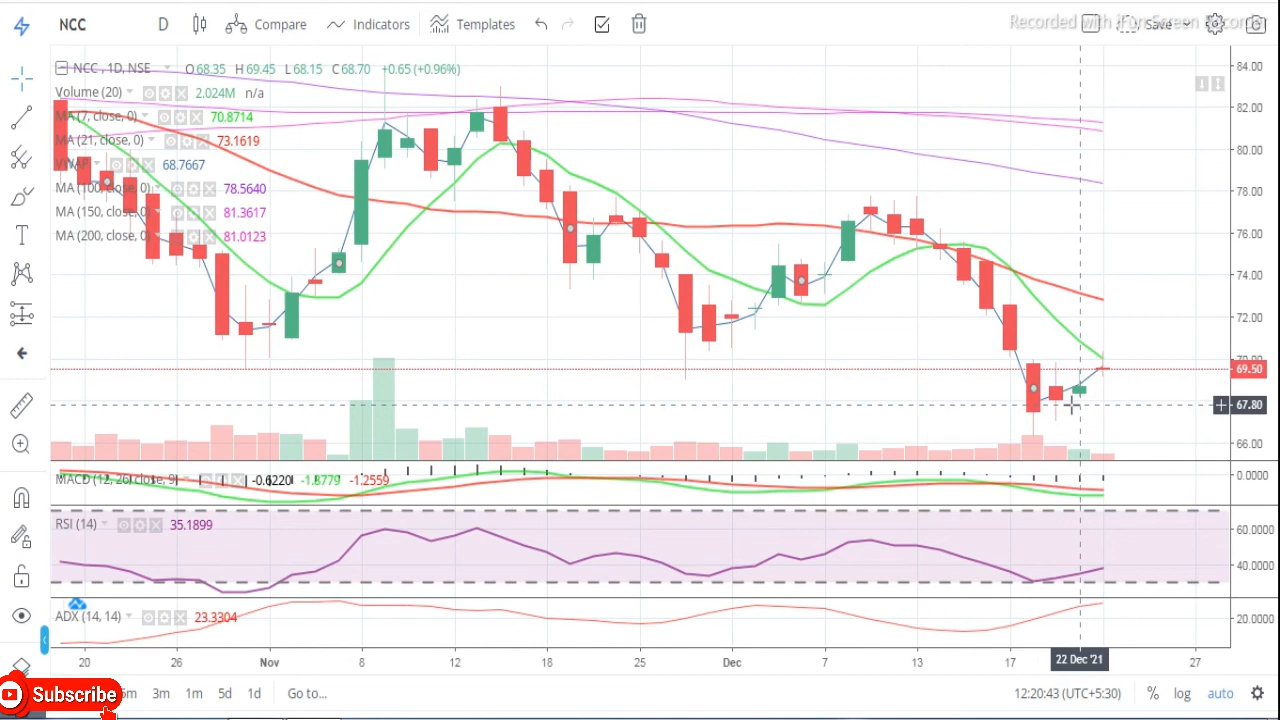 NCC D Compare Indicators Templates Save
Recorded with iFun Screen Recorder
NCC , 1D, NSE O68.35 H69.45 L68.15 C68.70 +0.65 (+0.96%)
Volume (20) 2.024M n/a
MA (7, close, 0) 70.8714
MA (21, close, 0) 73.1619
VWAP 68.7667
MA (100, close, 0) 78.5640
MA (150, close, 0) 81.3617
MA (200, close, 0) 81.0123
84.00
82.00
80.00
78.00
76.00
74.00
72.00
70.00
69.50
67.80
66.00
MACD (12, 26, close, 9) -0.6220 -1.8779 -1.2559
0.0000
RSI (14) 35.1899
60.0000
40.0000
ADX (14, 14) 23.3304
20.0000
20 26 Nov 8 12 18 25 Dec 7 13 17 22 Dec '21 27
Subscribe
3m 1m 5d 1d Go to... 12:20:43 (UTC+5:30) % log auto